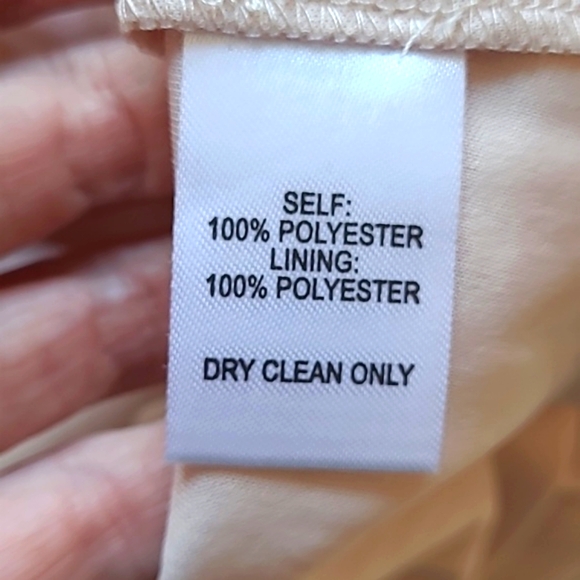 SELF:
100% POLYESTER
LINING:
100% POLYESTER
DRY CLEAN ONLY